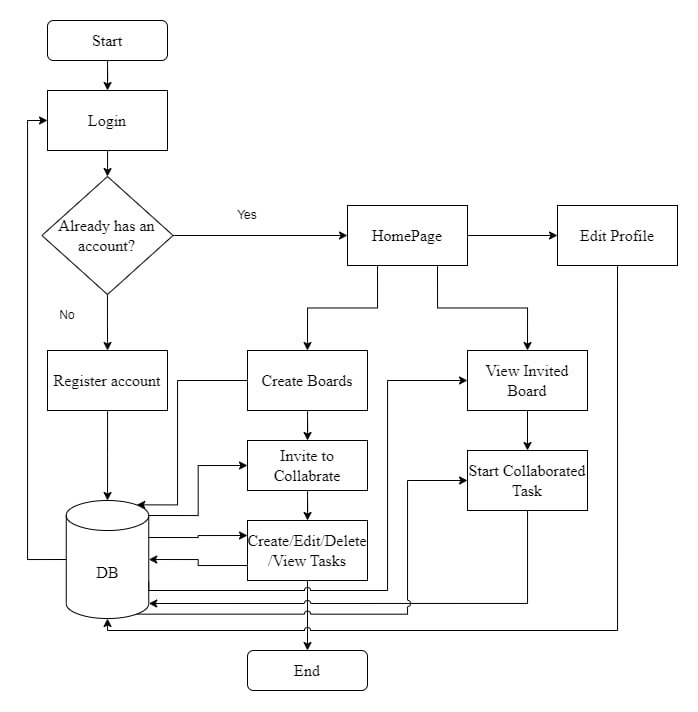 Start
Login
Already has an
account?
Yes
HomePage
Edit Profile
No
Register account
Create Boards
View Invited
Board
Invite to
Collabrate
Start Collaborated
Task
Create/Edit/Delete
/View Tasks
DB
End